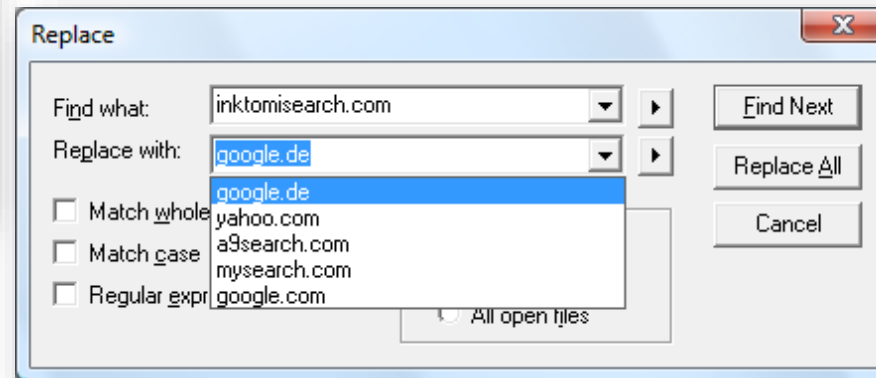 Replace
Find what: inktomisearch.com
Find Next
Replace with: google.de
Replace All
google.de
Match whole
yahoo.com
Cancel
a9search.com
Match case
mysearch.com
Regular expr
google.com
All open files